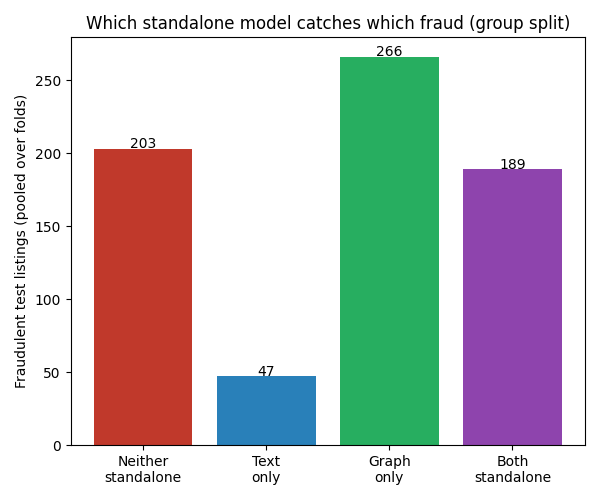 Which standalone model catches which fraud (group split)
Fraudulent test listings (pooled over folds)
250
200
150
100
50
0
203
47
266
189
Neither
standalone
Text
only
Graph
only
Both
standalone